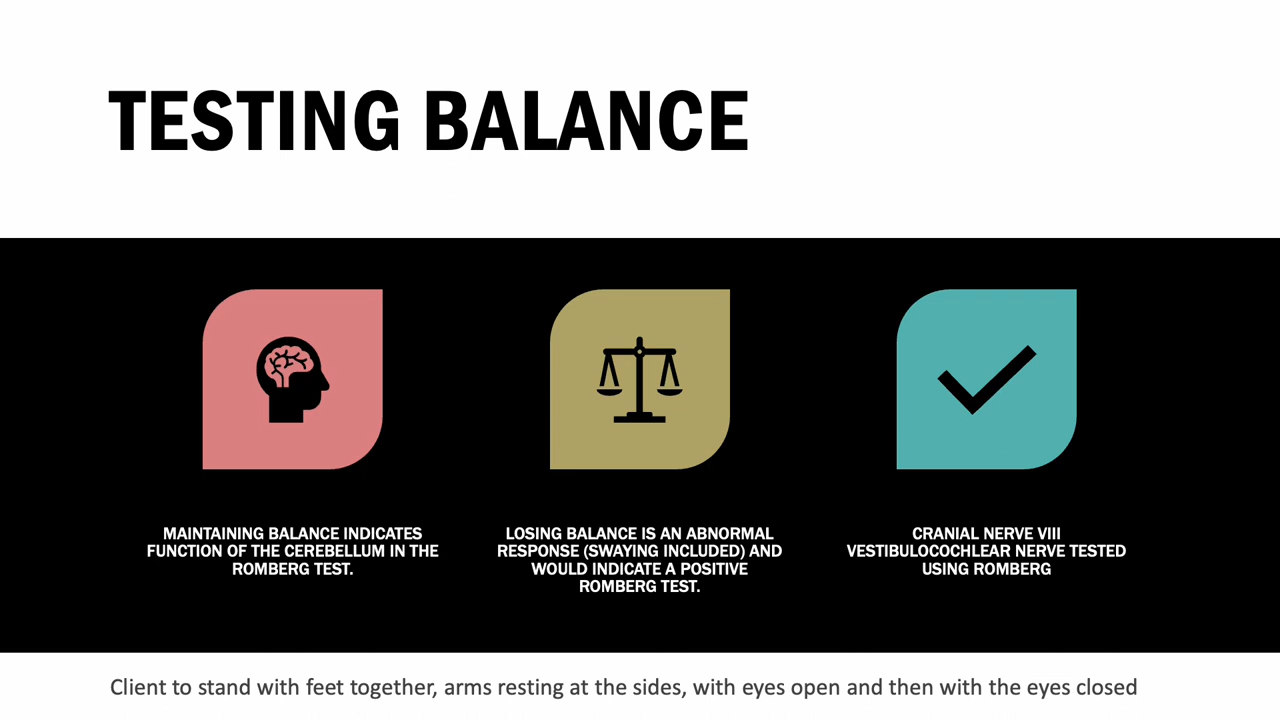 TESTING BALANCE
MAINTAINING BALANCE INDICATES
FUNCTION OF THE CEREBELLUM IN THE
ROMBERG TEST.
LOSING BALANCE IS AN ABNORMAL
RESPONSE (SWAYING INCLUDED) AND
WOULD INDICATE A POSITIVE
ROMBERG TEST.
CRANIAL NERVE VIII
VESTIBULOCOCHLEAR NERVE TESTED
USING ROMBERG
Client to stand with feet together, arms resting at the sides, with eyes open and then with the eyes closed